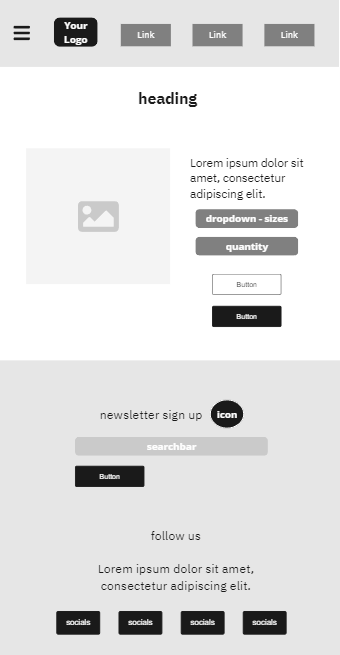 Your
Logo
Link
Link
Link
heading
Lorem ipsum dolor sit
amet, consectetur
adipiscing elit.
dropdown - sizes
quantity
Button
Button
newsletter sign up
icon
searchbar
Button
follow us
Lorem ipsum dolor sit amet,
consectetur adipiscing elit.
socials
socials
socials
socials